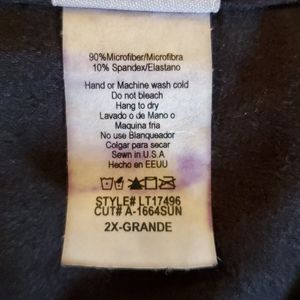 90%Microfiber/Microfibra
10% Spandex/Elastano
Hand or Machine wash cold
Do not bleach
Hang to dry
Lavado o de Mano o
Maquina fria
No use Blanqueador
Colgar para secar
Sewn in U.S.A
Hecho en EEUU
STYLE# LT17496
CUT# A-1664SUN
2X-GRANDE